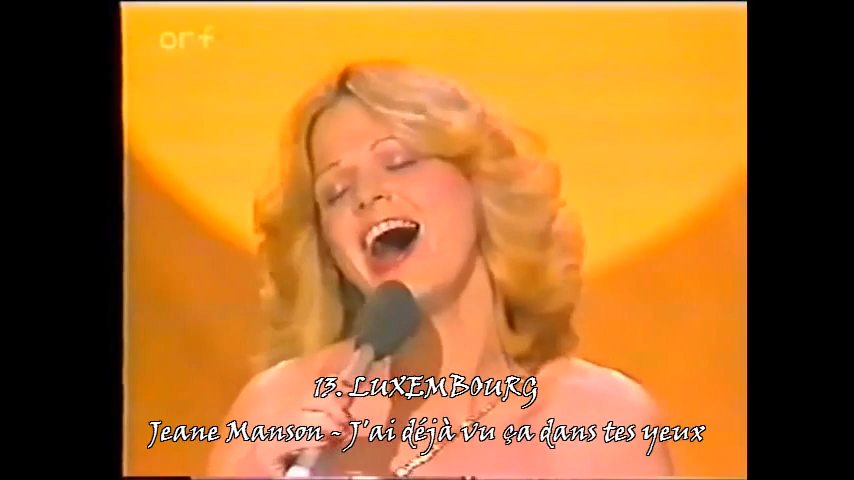 orf
13. LUXEMBOURG
Jeane Manson - J'ai déjà vu ça dans tes yeux